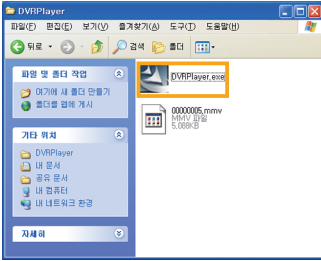 DVRPlayer
파일(F) 편집(E) 보기(V) 즐겨찾기(A) 도구(T) 도움말(H)
뒤로 검색 폴더
파일 및 폴더 작업
여기에 새 폴더 만들기
폴더를 웹에 게시
기타 위치
DVRPlayer
내 문서
공유 문서
내 컴퓨터
내 네트워크 환경
자세히
DVRPlayer.exe
00000005.mmv
MMV 파일
5,088KB